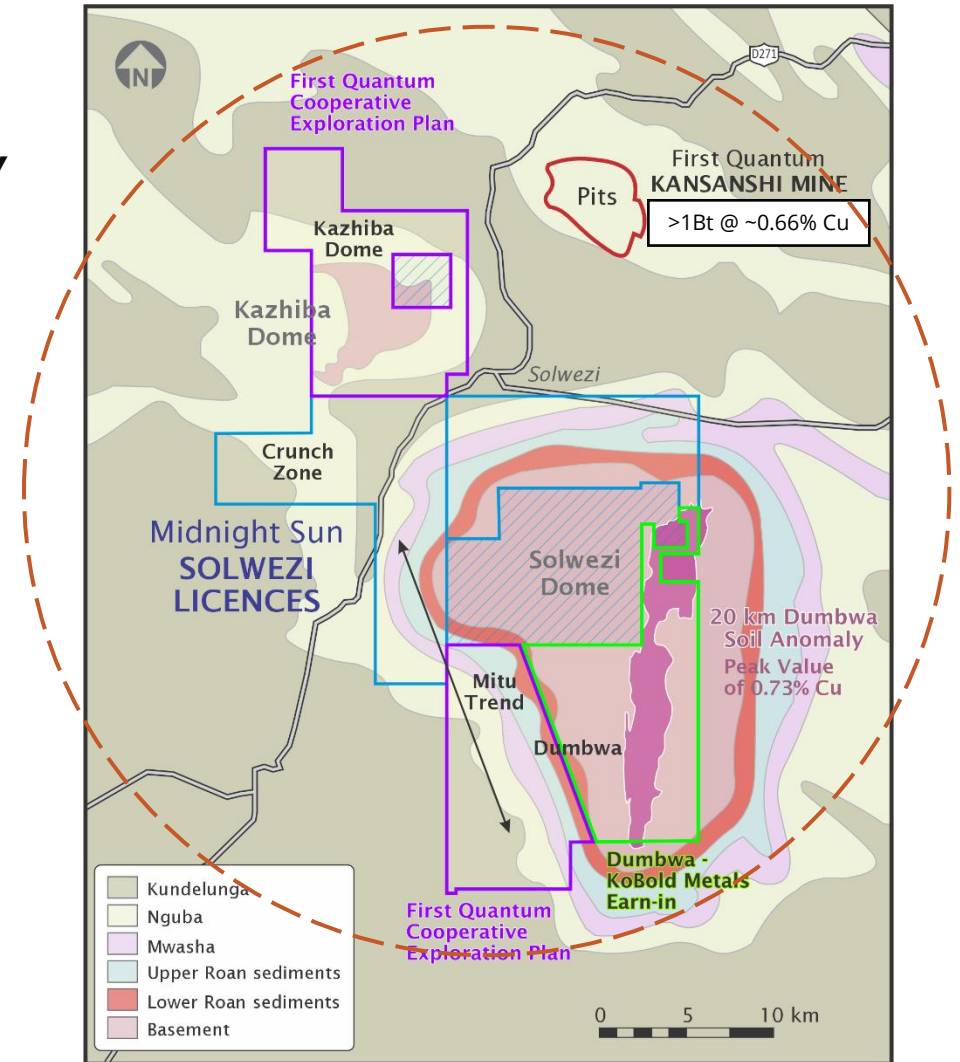 N
D271
First Quantum
Cooperative
Exploration Plan
First Quantum
KANSANSHI MINE
>1Bt @ ~0.66% Cu
Pits
Kazhiba
Dome
Kazhiba
Dome
Solwezi
Crunch
Zone
Midnight Sun
SOLWEZI
LICENCES
Solwezi
Dome
20 km Dumbwa
Soil Anomaly
Peak Value
of 0.73% Cu
Mitu
Trend
Dumbwa
Dumbwa -
KoBold Metals
Earn-in
First Quantum
Cooperative
Exploration Plan
Kundelunga
Nguba
Mwasha
Upper Roan sediments
Lower Roan sediments
Basement
0 5 10 km